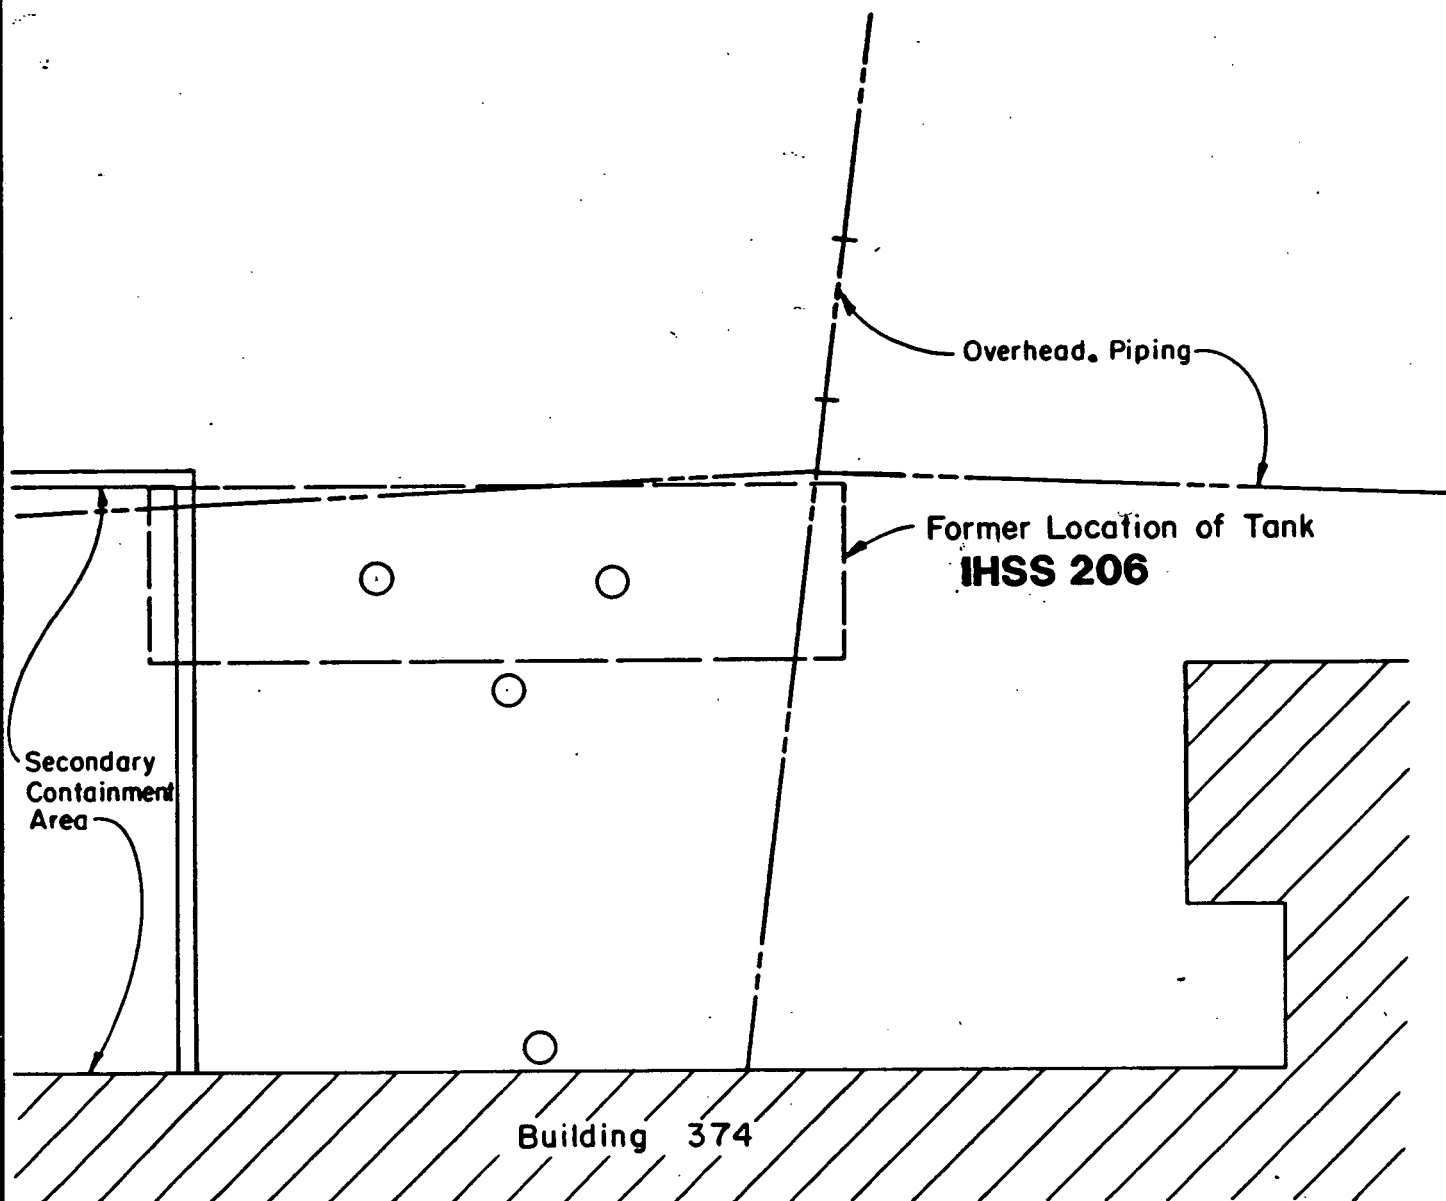 Overhead. Piping
Former Location of Tank
IHSS 206
Secondary
Containment
Area
Building 374